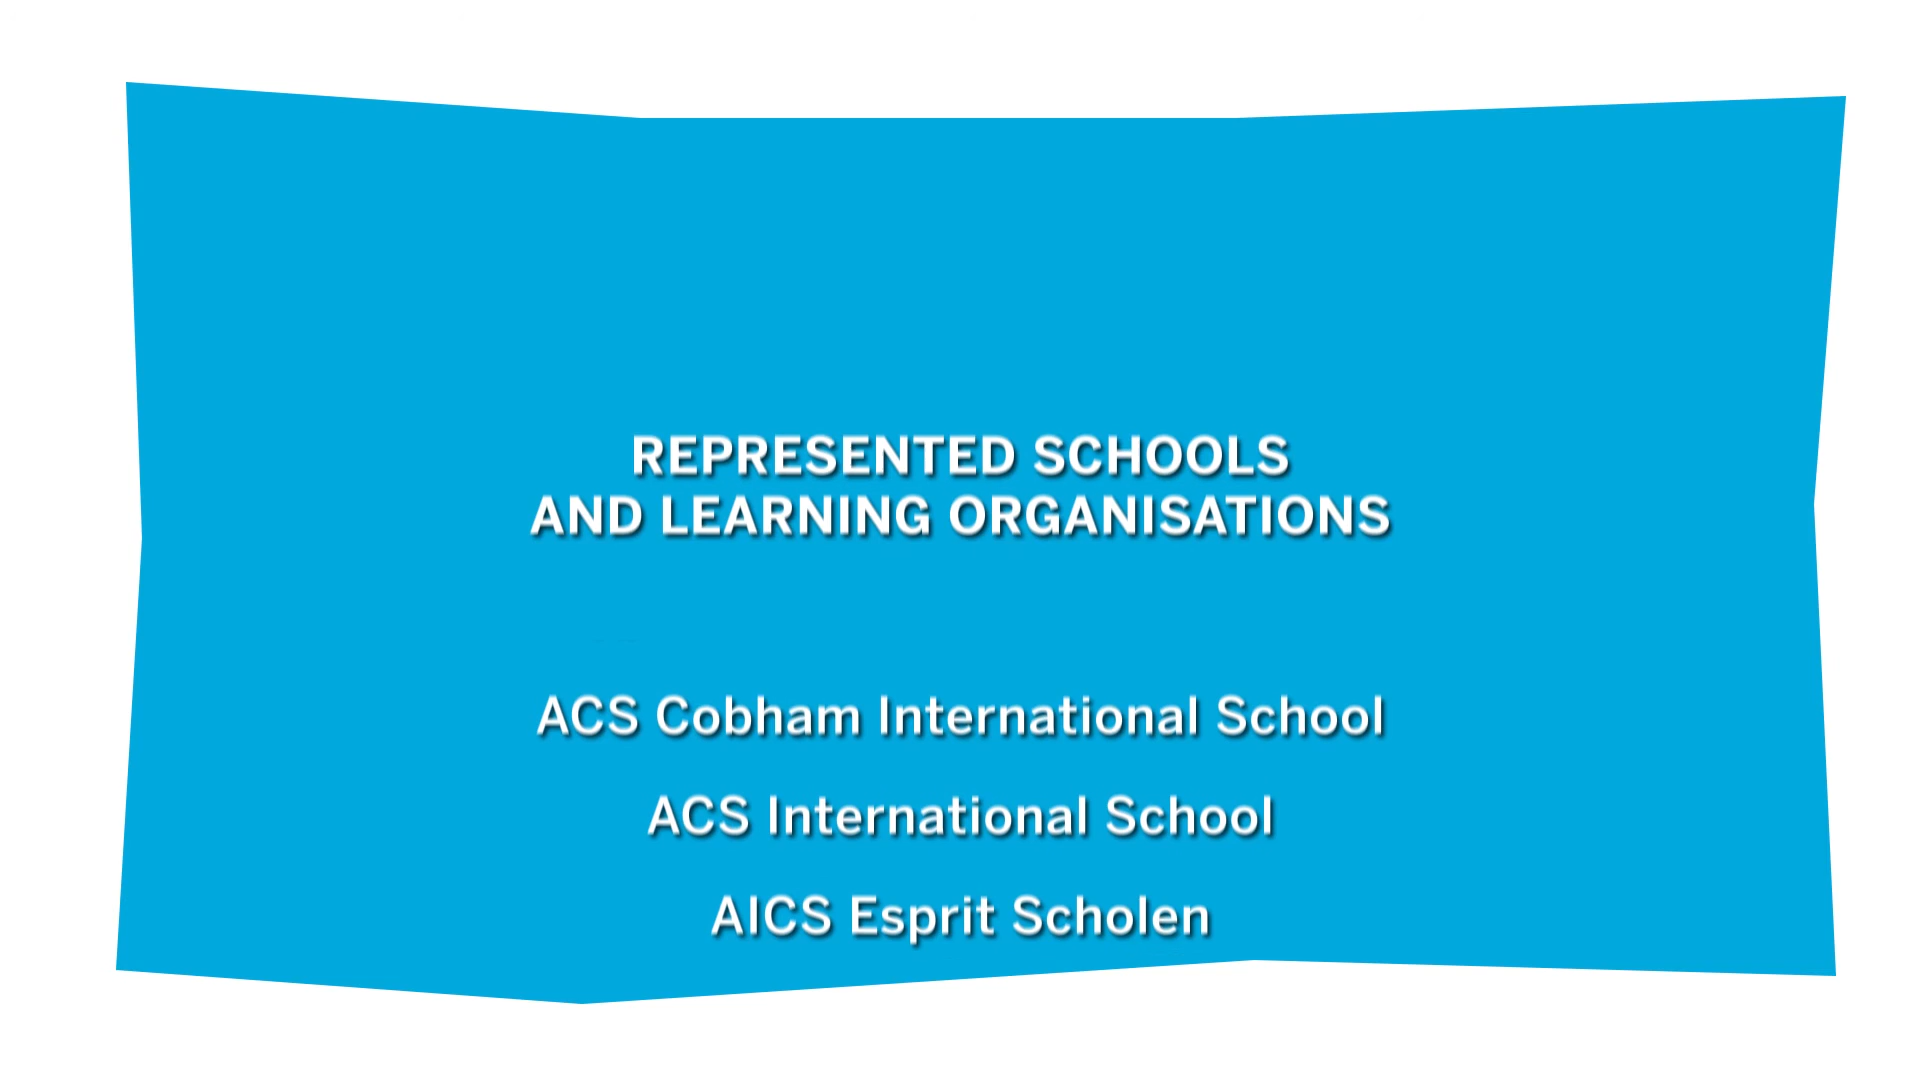 REPRESENTED SCHOOLS
AND LEARNING ORGANISATIONS
ACS Cobham International School
ACS International School
AICS Esprit Scholen